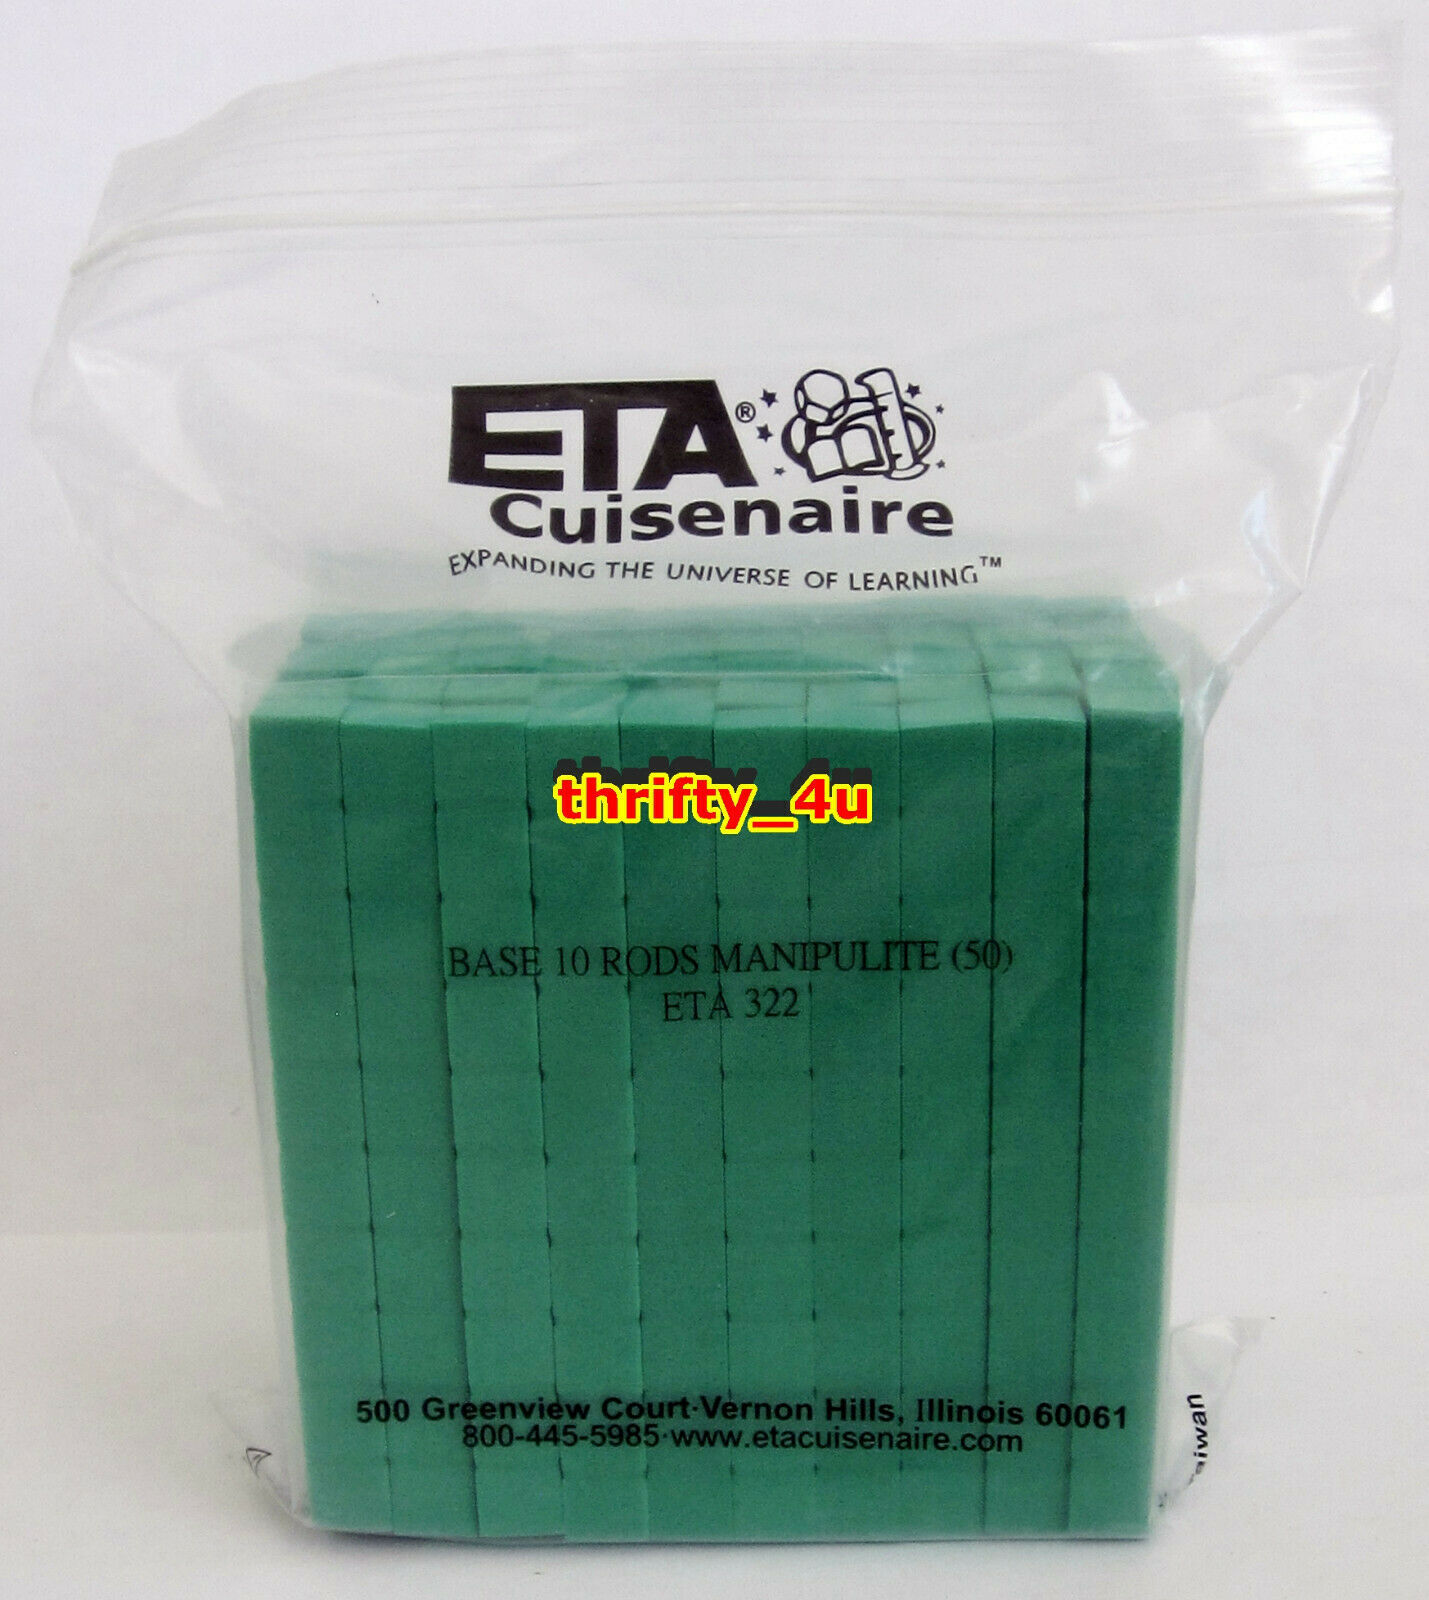 ETA®
Cuisenaire
EXPANDING THE UNIVERSE OF LEARNING™
thrifty_4u
BASE 10 RODS MANIPULITE (50)
ETA 322
500 Greenview Court·Vernon Hills, Illinois 60061
800-445-5985·www.etacuisenaire.com